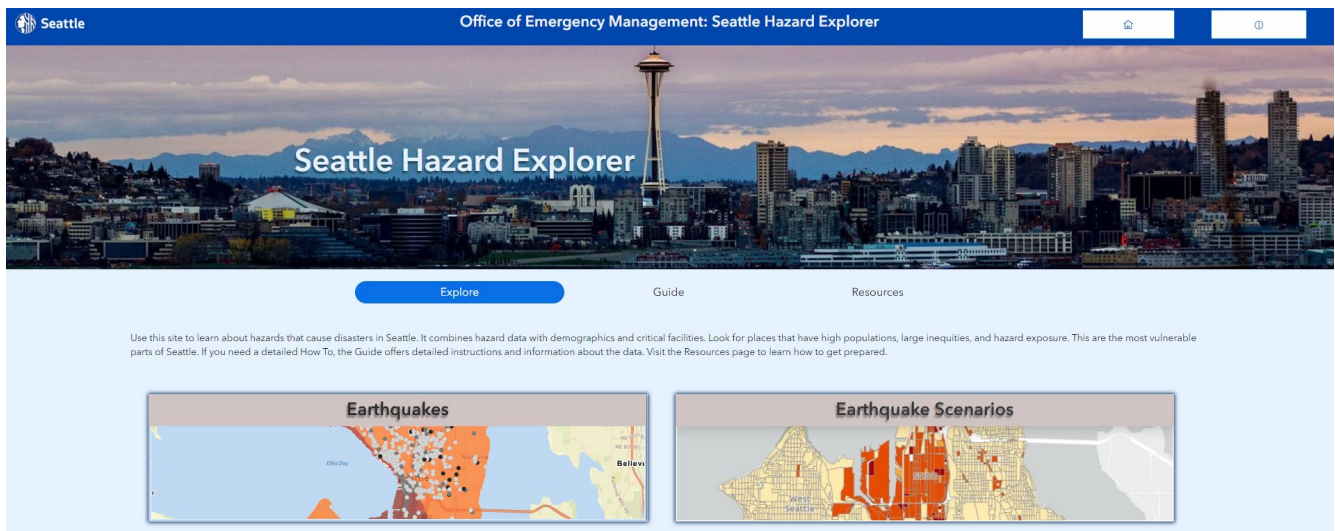 Seattle
Office of Emergency Management: Seattle Hazard Explorer
Seattle Hazard Explorer
Explore
Guide
Resources
Use this site to learn about hazards that cause disasters in Seattle. It combines hazard data with demographics and critical facilities. Look for places that have high populations, large inequities, and hazard exposure. This are the most vulnerable
parts of Seattle. If you need a detailed How To, the Guide offers detailed instructions and information about the data. Visit the Resources page to learn how to get prepared.
Earthquakes
Earthquake Scenarios
Elliott Bay
Bellevu
West
Seattle
Seattle